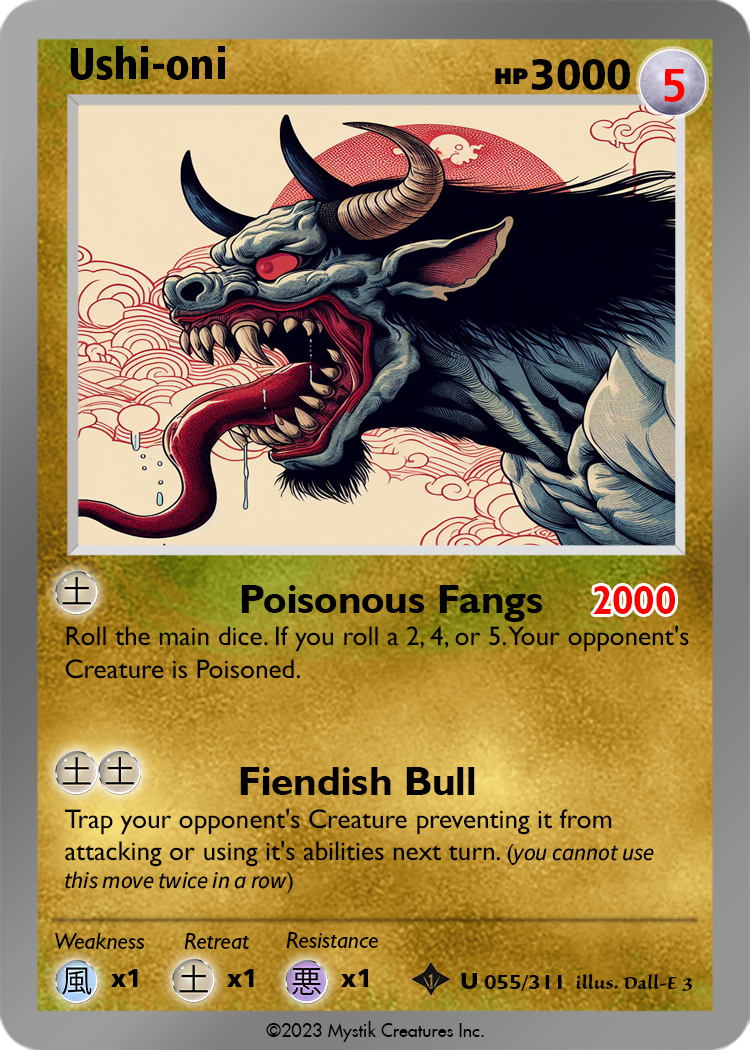 Ushi-oni
HP3000 5
土 Poisonous Fangs 2000
Roll the main dice. If you roll a 2, 4, or 5. Your opponent's
Creature is Poisoned.
土土 Fiendish Bull
Trap your opponent's Creature preventing it from
attacking or using it's abilities next turn. (you cannot use
this move twice in a row)
Weakness Retreat Resistance
風 x1 土 x1 悪 x1 1 U 055/311 illus. Dall-E 3
©2023 Mystik Creatures Inc.